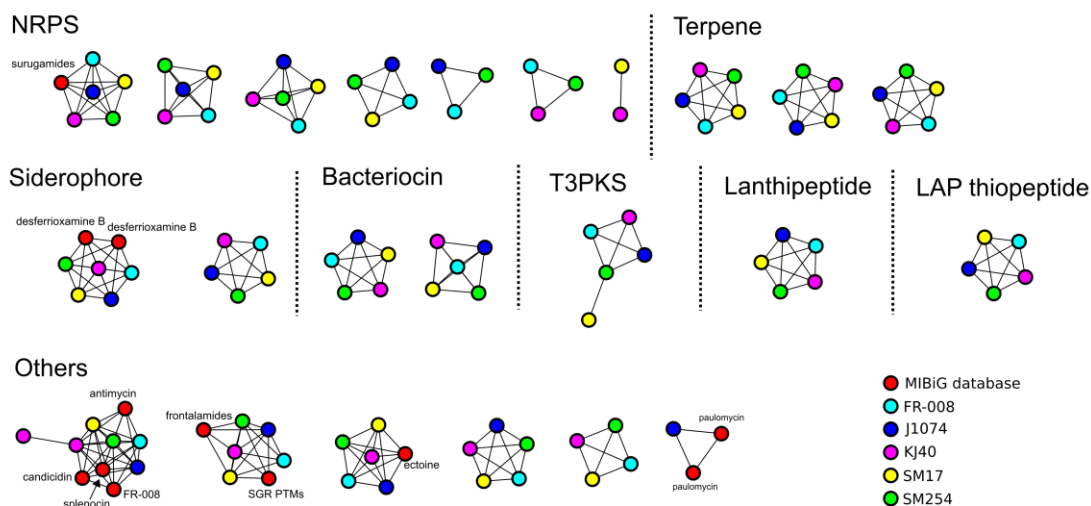 NRPS
Terpene
surugamides
Siderophore
Bacteriocin
T3PKS
Lanthipeptide
LAP thiopeptide
desferrioxamine B
desferrioxamine B
Others
antimycin
frontalamides
candicidin
splenocin
FR-008
SGR PTMs
ectoine
paulomycin
paulomycin
MIBiG database
FR-008
J1074
KJ40
SM17
SM254